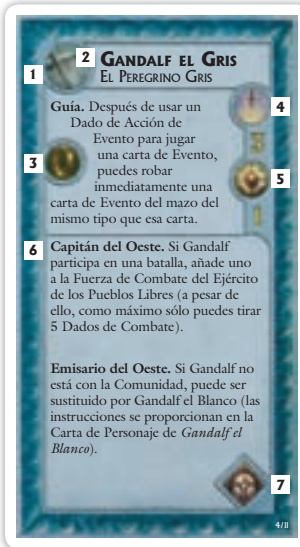 1
2
GANDALF EL GRIS
EL PEREGRINO GRIS
3
4
5
6
7
Guía. Después de usar un
Dado de Acción de
Evento para jugar
una carta de Evento,
puedes robar
inmediatamente una
carta de Evento del mazo del
mismo tipo que esa carta.
3
1
Capitán del Oeste. Si Gandalf
participa en una batalla, añade uno
a la Fuerza de Combate del Ejército
de los Pueblos Libres (a pesar de
ello, como máximo sólo puedes tirar
5 Dados de Combate).
Emisario del Oeste. Si Gandalf no
está con la Comunidad, puede ser
sustituido por Gandalf el Blanco (las
instrucciones se proporcionan en la
Carta de Personaje de Gandalf el
Blanco).
4/11